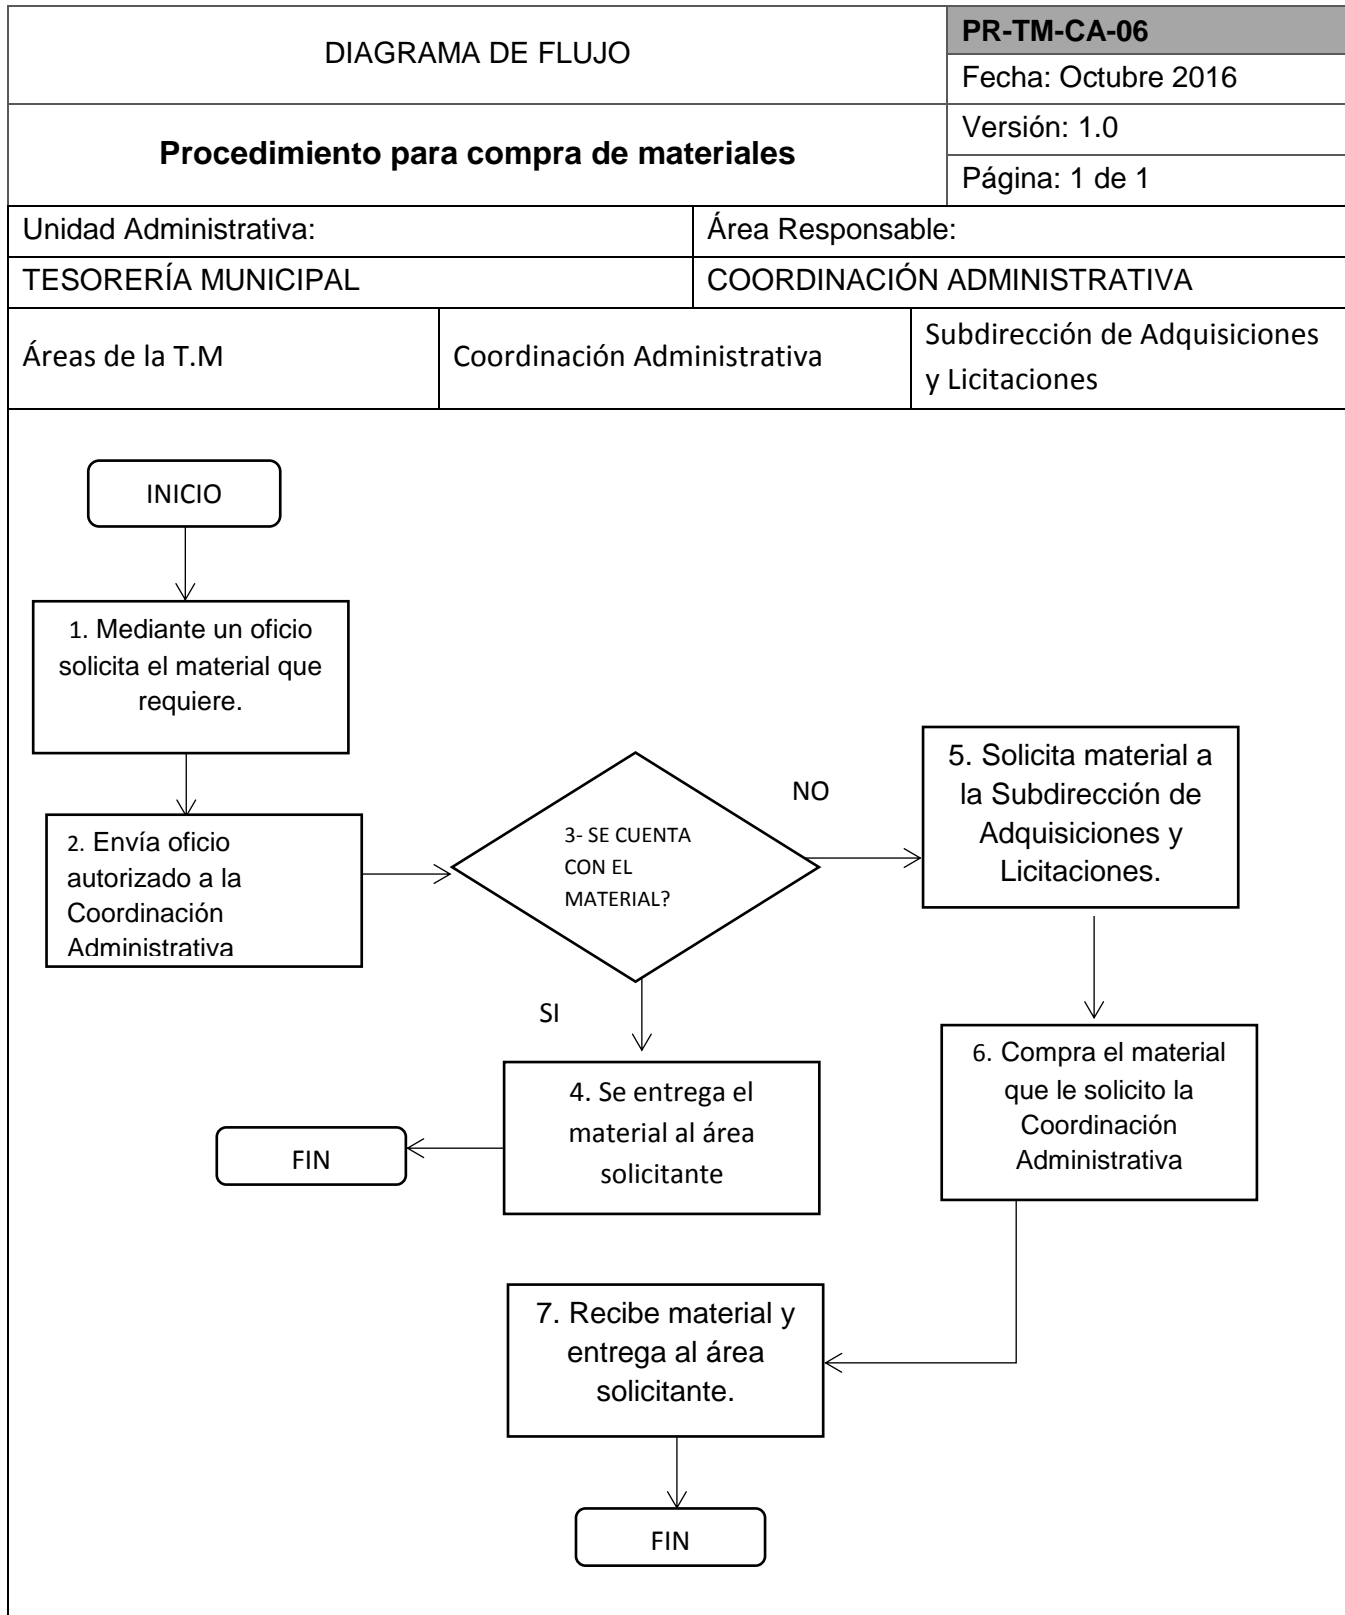 DIAGRAMA DE FLUJO
PR-TM-CA-06
Fecha: Octubre 2016
Procedimiento para compra de materiales
Versión: 1.0
Página: 1 de 1
Unidad Administrativa:
Área Responsable:
TESORERÍA MUNICIPAL
COORDINACIÓN ADMINISTRATIVA
Áreas de la T.M
Coordinación Administrativa
Subdirección de Adquisiciones
y Licitaciones
INICIO
1. Mediante un oficio
solicita el material que
requiere.
2. Envía oficio
autorizado a la
Coordinación
Administrativa
3- SE CUENTA
CON EL
MATERIAL?
NO
5. Solicita material a
la Subdirección de
Adquisiciones y
Licitaciones.
SI
4. Se entrega el
material al área
solicitante
FIN
6. Compra el material
que le solicito la
Coordinación
Administrativa
7. Recibe material y
entrega al área
solicitante.
FIN